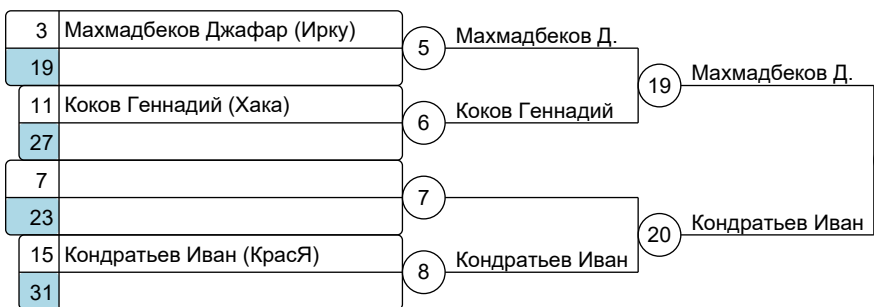 3 Махмадбеков Джафар (Ирку)
19
11 Коков Геннадий (Хака)
27
7
23
15 Кондратьев Иван (КрасЯ)
31
5 Махмадбеков Д.
6 Коков Геннадий
7
8 Кондратьев Иван
19 Махмадбеков Д.
20 Кондратьев Иван